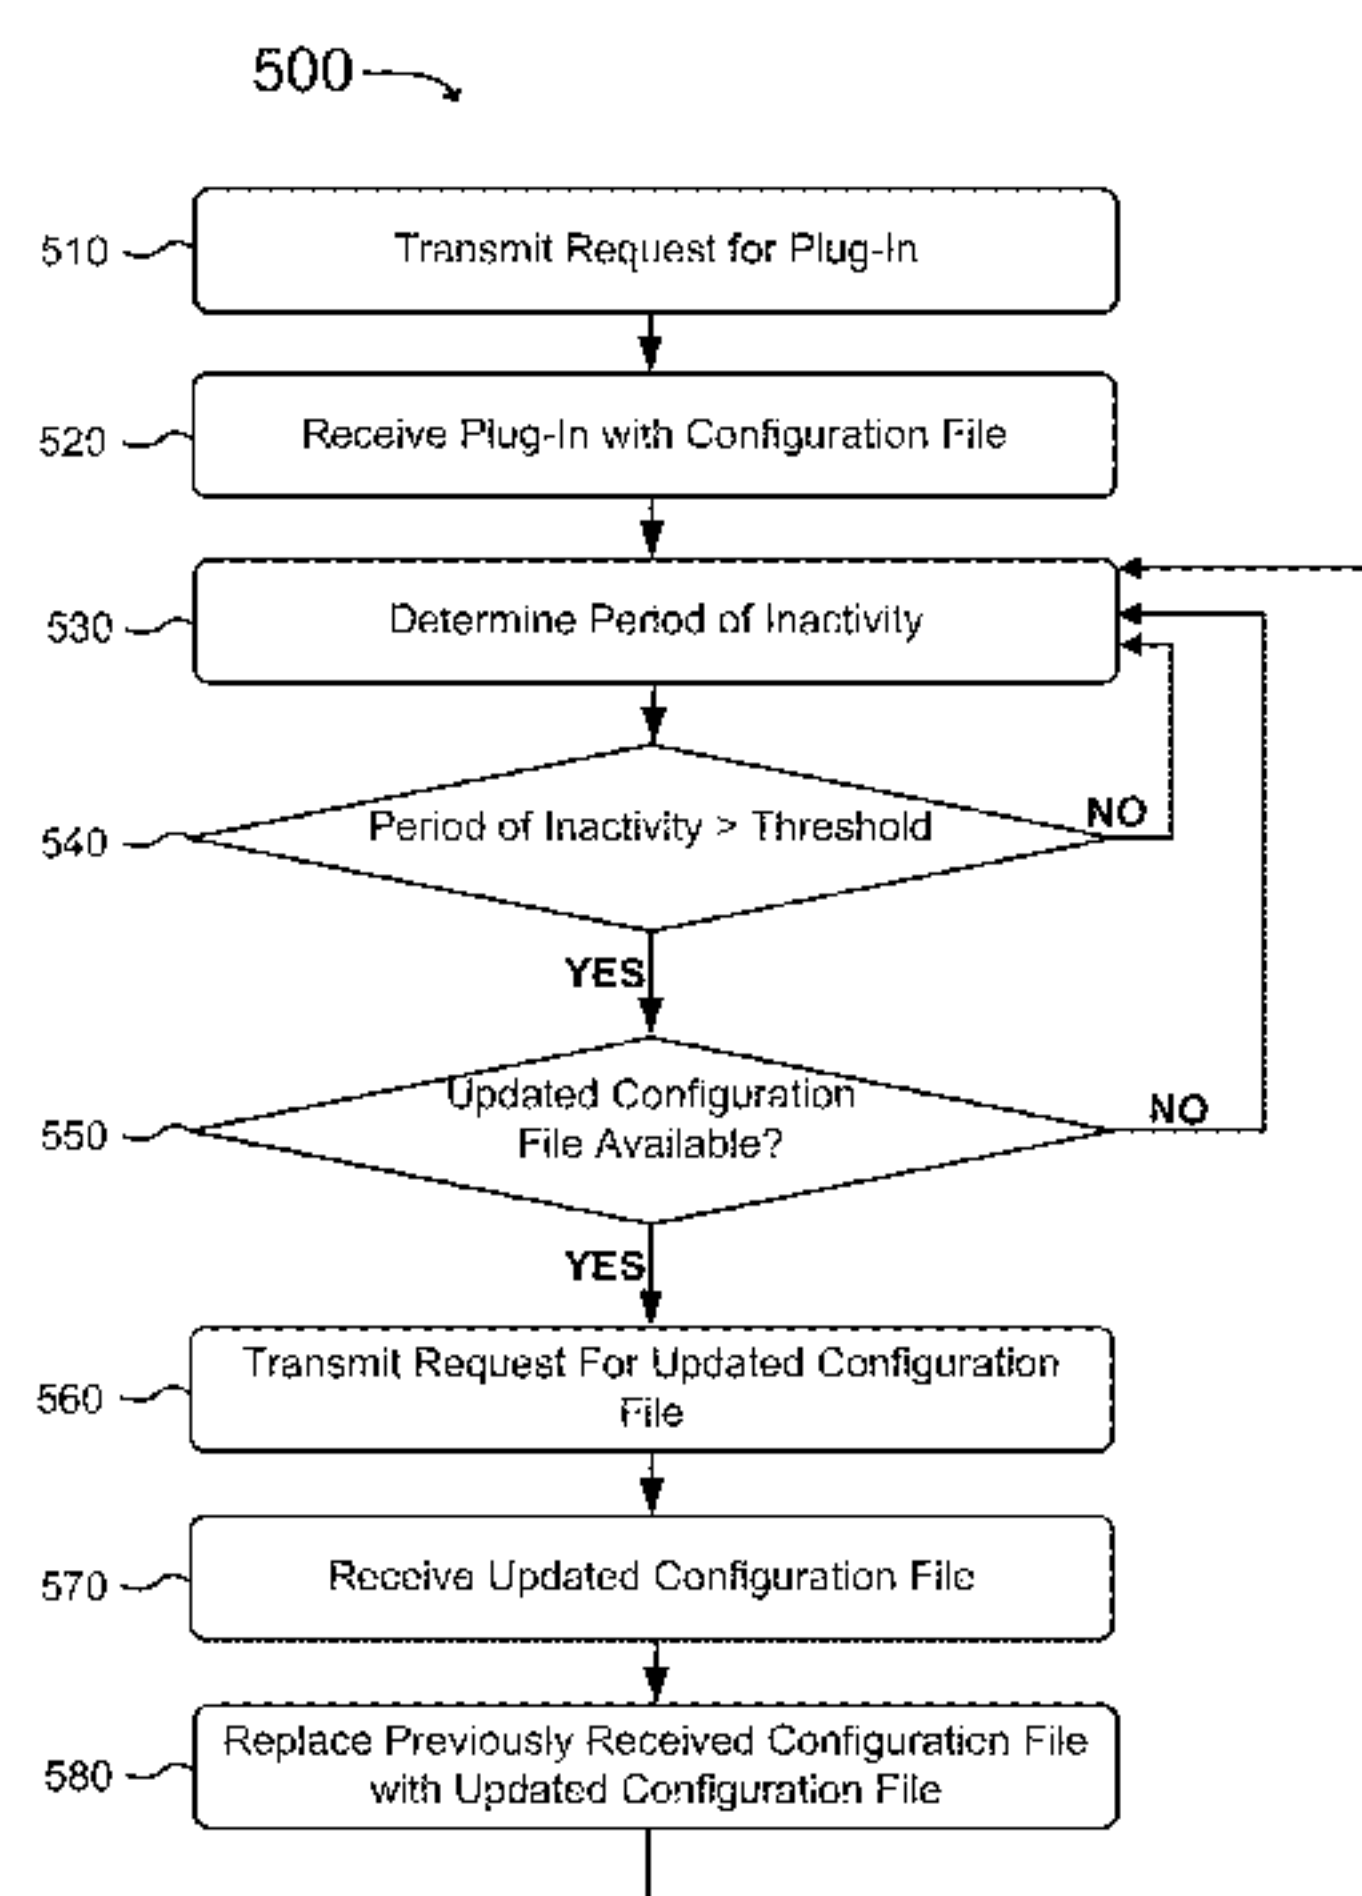 500
510
Transmit Request for Plug-In
520
Receive Plug-In with Configuration File
530
Determine Period of Inactivity
540
Period of Inactivity > Threshold
NO
YES
550
Updated Configuration
File Available?
NO
YES
560
Transmit Request For Updated Configuration
File
570
Receive Updated Configuration File
580
Replace Previously Received Configuration File
with Updated Configuration File